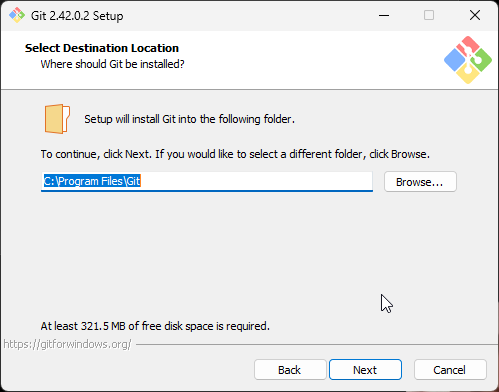 Git 2.42.0.2 Setup
Select Destination Location
Where should Git be installed?
Setup will install Git into the following folder.
To continue, click Next. If you would like to select a different folder, click Browse.
C:\Program Files\Git
Browse...
At least 321.5 MB of free disk space is required.
https://gitforwindows.org/
Back
Next
Cancel